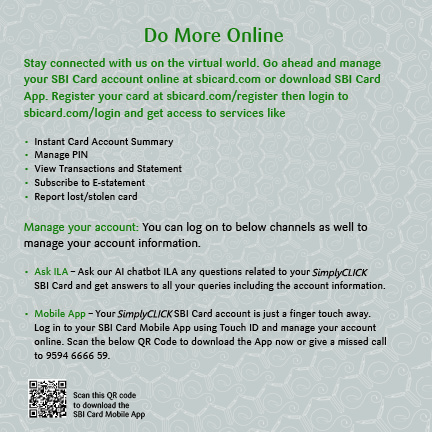 Do More Online
Stay connected with us on the virtual world. Go ahead and manage
your SBI Card account online at sbicard.com or download SBI Card
App. Register your card at sbicard.com/register then login to
sbicard.com/login and get access to services like
• Instant Card Account Summary
• Manage PIN
• View Transactions and Statement
• Subscribe to E-statement
• Report lost/stolen card
Manage your account: You can log on to below channels as well to
manage your account information.
• Ask ILA – Ask our AI chatbot ILA any questions related to your SimplyCLICK
SBI Card and get answers to all your queries including the account information.
• Mobile App – Your SimplyCLICK SBI Card account is just a finger touch away.
Log in to your SBI Card Mobile App using Touch ID and manage your account
online. Scan the below QR Code to download the App now or give a missed call
to 9594 6666 59.
Scan this QR code
to download the
SBI Card Mobile App